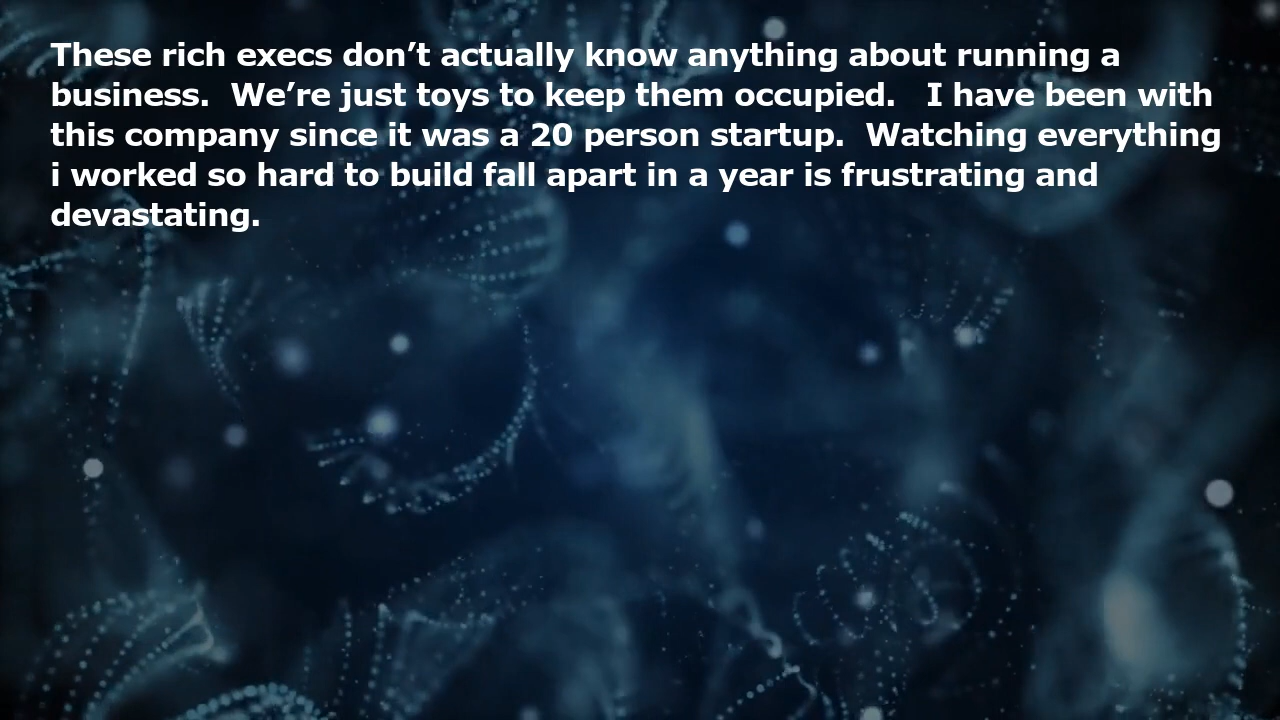 These rich execs don’t actually know anything about running a
business.  We’re just toys to keep them occupied.   I have been with
this company since it was a 20 person startup.  Watching everything
i worked so hard to build fall apart in a year is frustrating and
devastating.